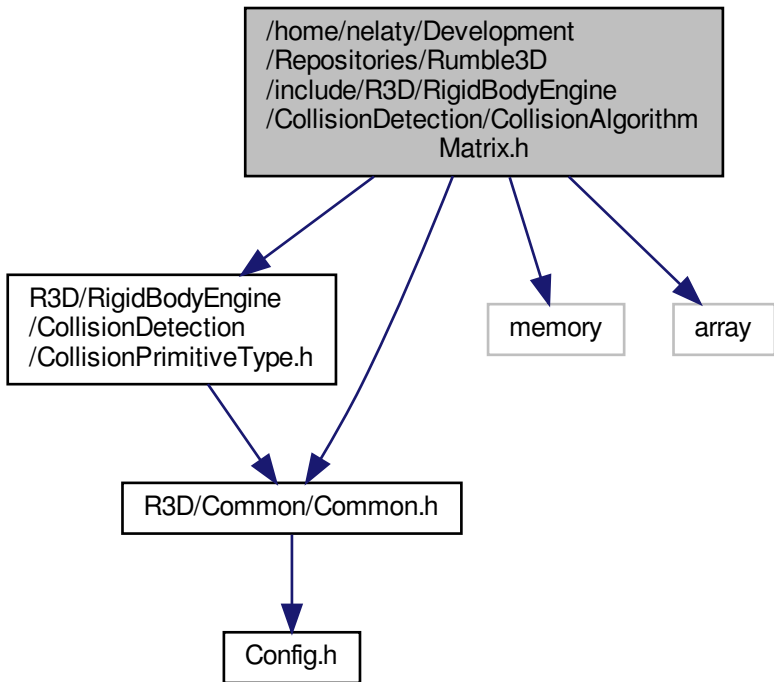 /home/nelaty/Development
/Repositories/Rumble3D
/include/R3D/RigidBodyEngine
/CollisionDetection/CollisionAlgorithm
Matrix.h
R3D/RigidBodyEngine
/CollisionDetection
/CollisionPrimitiveType.h
memory
array
R3D/Common/Common.h
Config.h